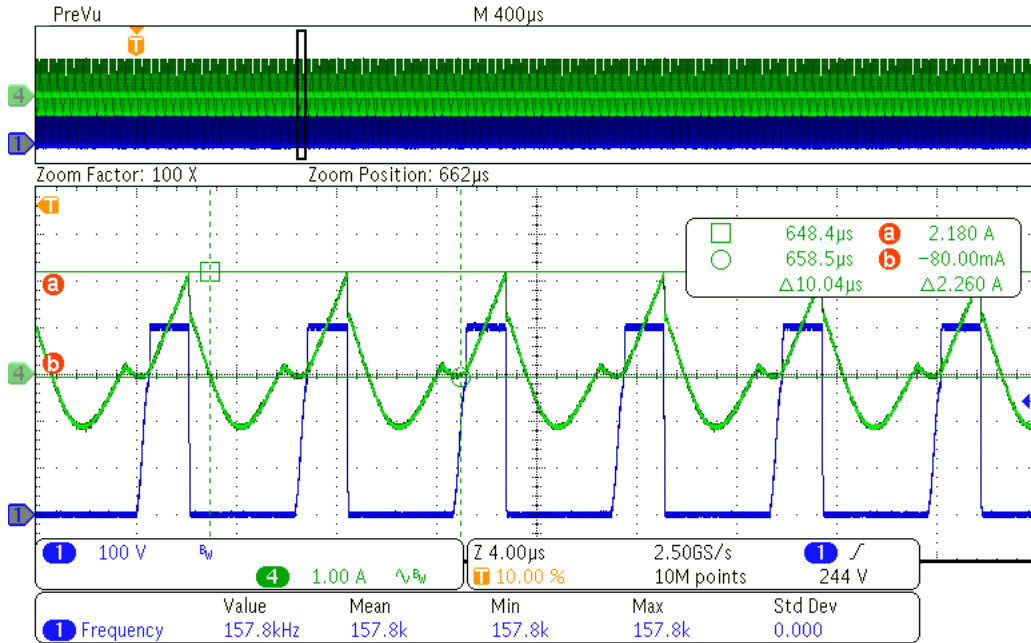 PreVu M 400µs
T
4
1
Zoom Factor: 100 X Zoom Position: 662µs
T
648.4µs a 2.180 A
658.5µs b −80.00mA
Δ10.04µs Δ2.260 A
a
b
4
1
1 100 V BW
4 1.00 A BW
Z 4.00µs 2.50GS/s 1
T 10.00 % 10M points 244 V
Value Mean Min Max Std Dev
1 Frequency 157.8kHz 157.8k 157.8k 157.8k 0.000